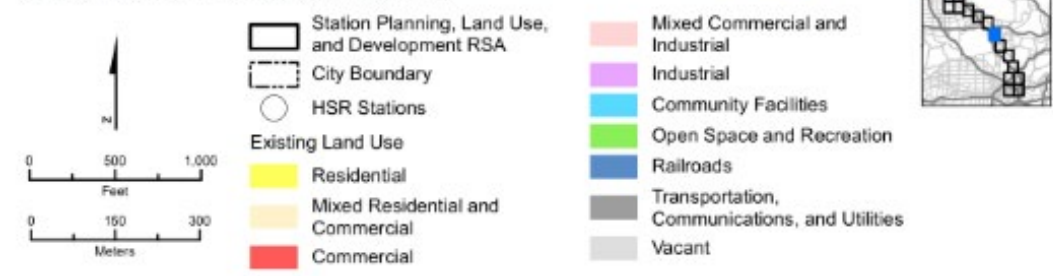 N
0 500 1,000
Feet
0 150 300
Meters
Station Planning, Land Use,
and Development RSA
City Boundary
HSR Stations
Existing Land Use
Residential
Mixed Residential and
Commercial
Commercial
Mixed Commercial and
Industrial
Industrial
Community Facilities
Open Space and Recreation
Railroads
Transportation,
Communications, and Utilities
Vacant